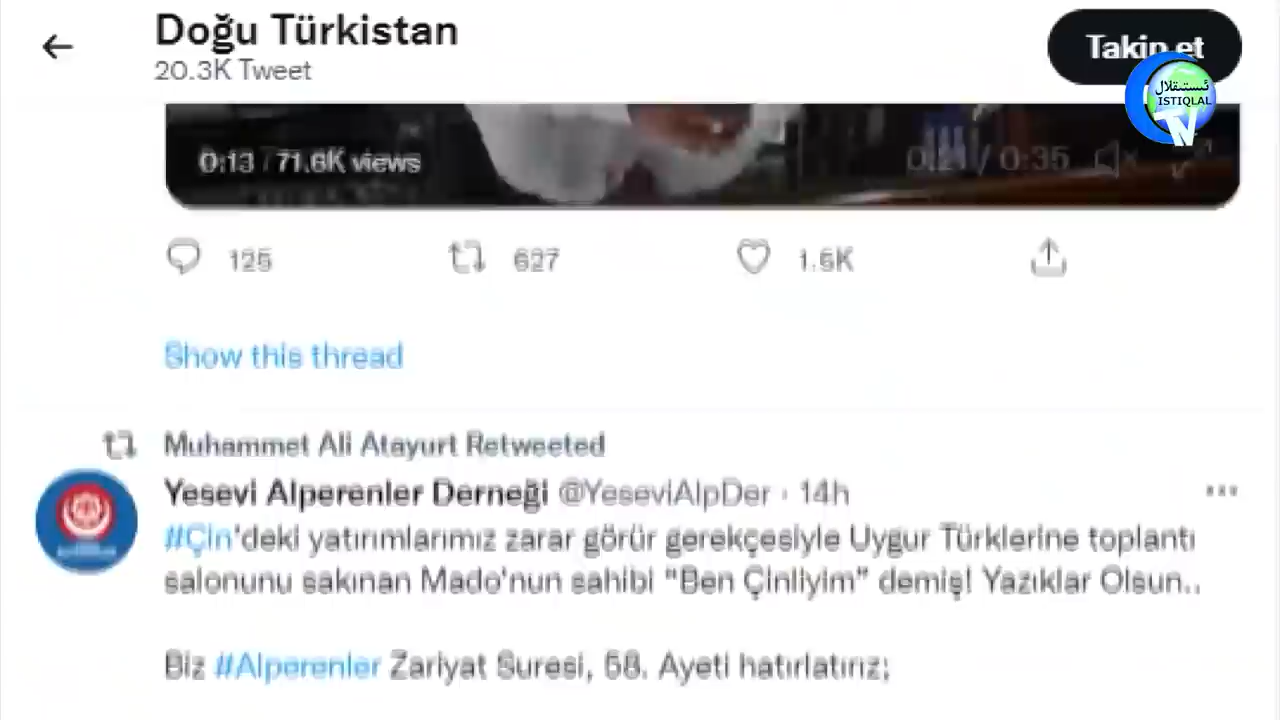 Doğu Türkistan
20.3K Tweet
Takip et
ئىستىقلال
ISTIQLAL
TV
0:13 71.6K views
0:21 / 0:35
125
627
1.5K
Show this thread
Muhammet Ali Atayurt Retweeted
Yesevi Alperenler Derneği @YeseviAlpDer · 14h
#Çin'deki yatırımlarımız zarar görür gerekçesiyle Uygur Türklerine toplantı
salonunu sakınan Mado'nun sahibi "Ben Çinliyim" demiş! Yazıklar Olsun..
Biz #Alperenler Zariyat Suresi, 58. Ayeti hatırlatırız;